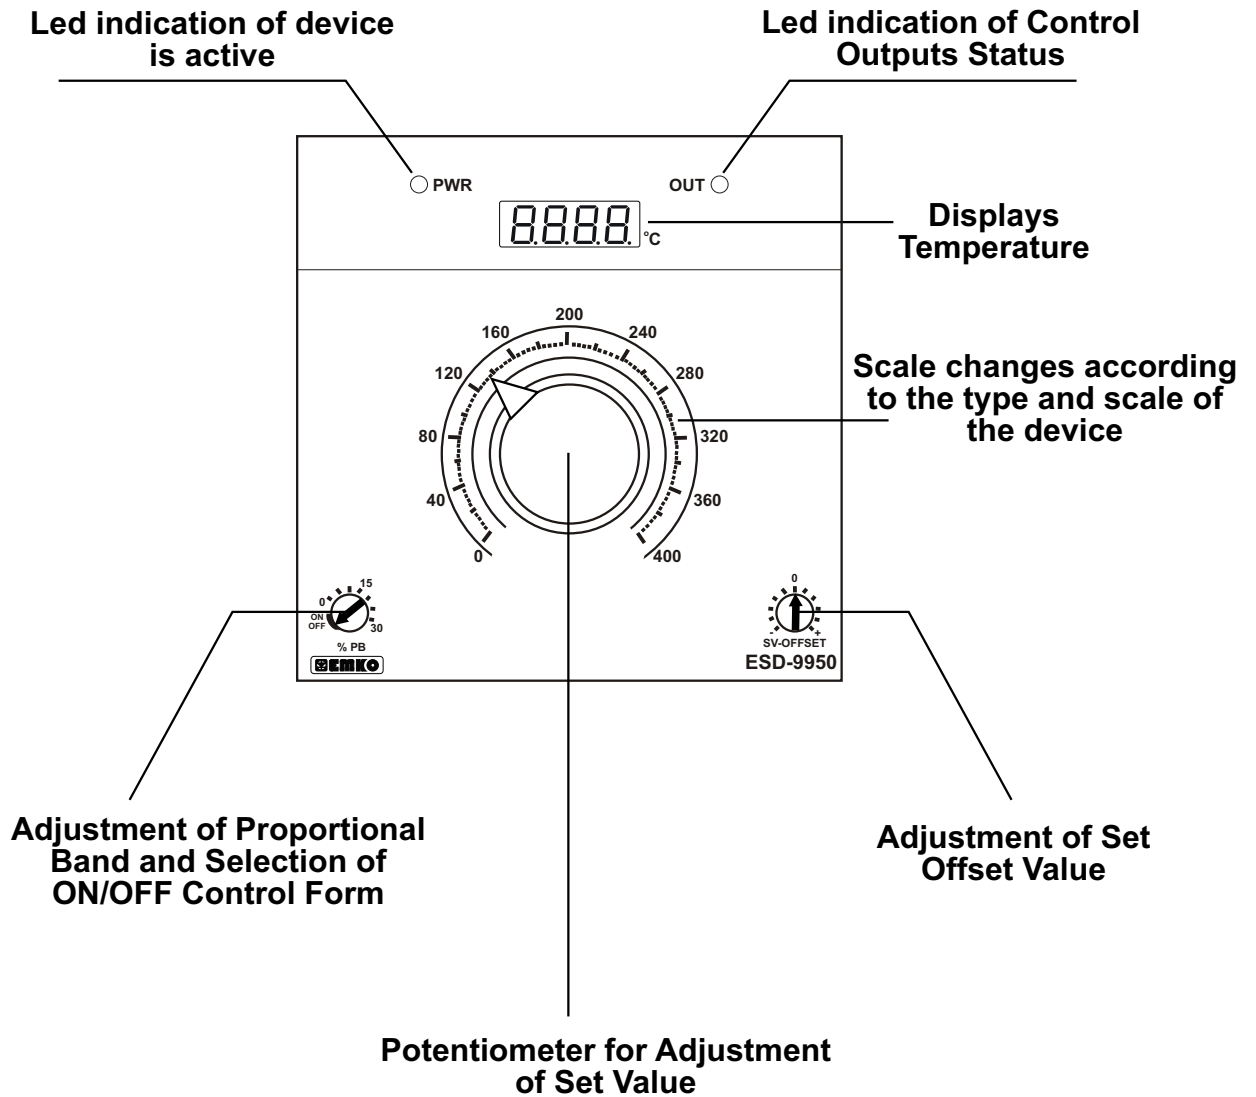 Led indication of device
is active
Led indication of Control
Outputs Status
PWR
OUT
8.8.8.8.
°C
Displays
Temperature
200
160
240
120
280
Scale changes according
to the type and scale of
the device
80
320
40
360
0
400
15
0
ON
OFF
30
% PB
EMKO
0
-
+
SV-OFFSET
ESD-9950
Adjustment of Proportional
Band and Selection of
ON/OFF Control Form
Adjustment of Set
Offset Value
Potentiometer for Adjustment
of Set Value